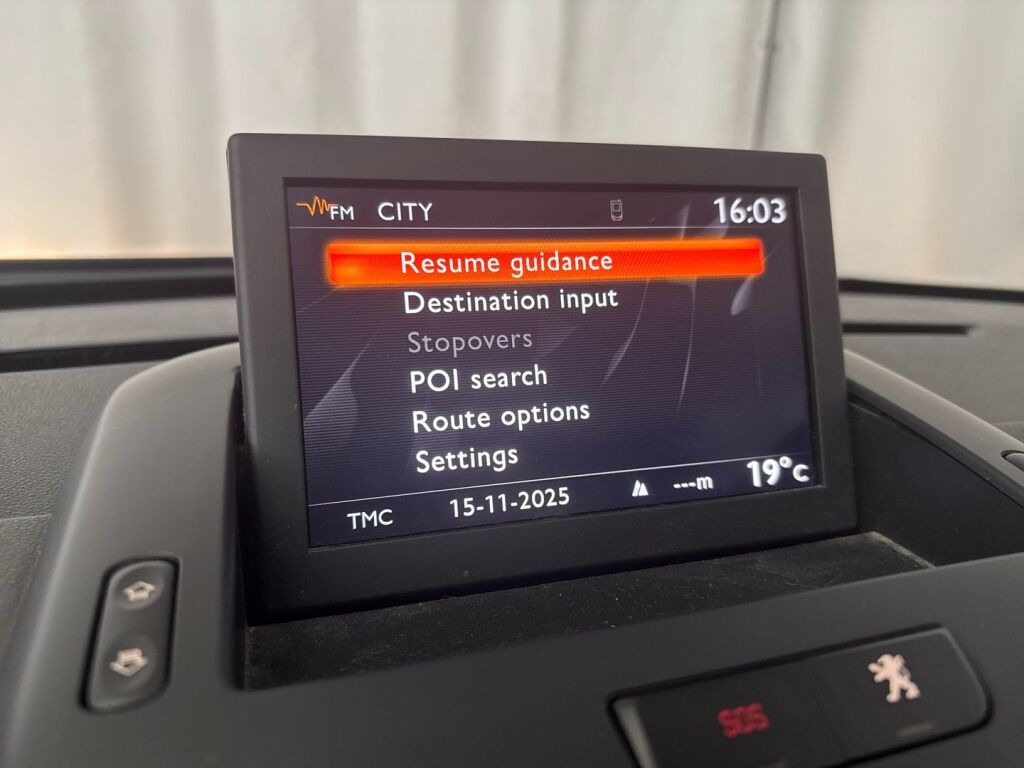 FM CITY 16:03
Resume guidance
Destination input
Stopovers
POI search
Route options
Settings
TMC 15-11-2025 ---m 19°C
SOS